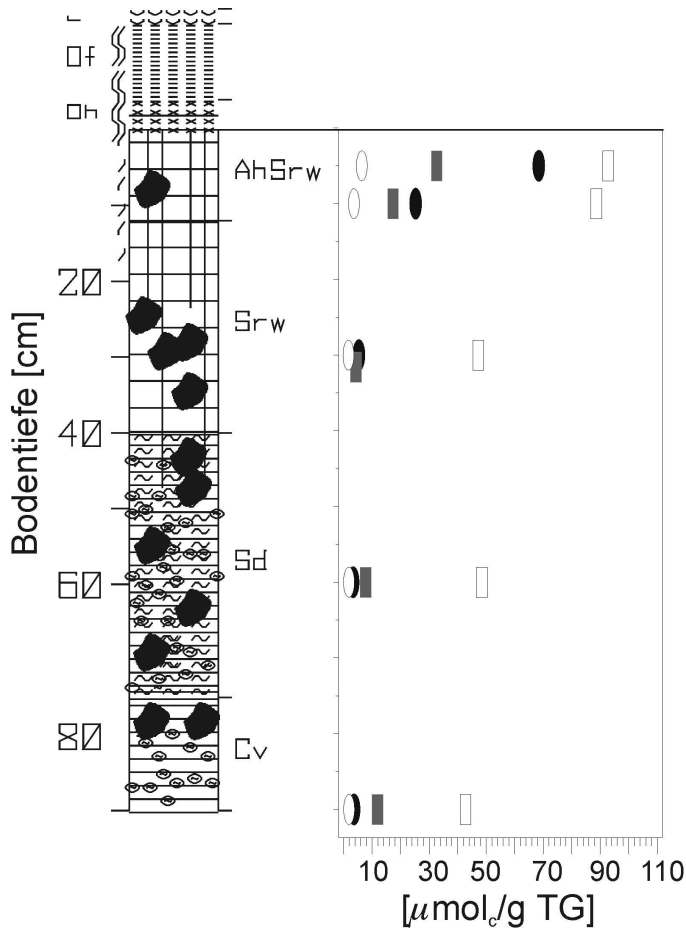 L
Of
Oh
AhSrw
20
Srw
40
Sd
60
80
Cv
Bodentiefe [cm]
10 30 50 70 90 110
[µmolc/g TG]